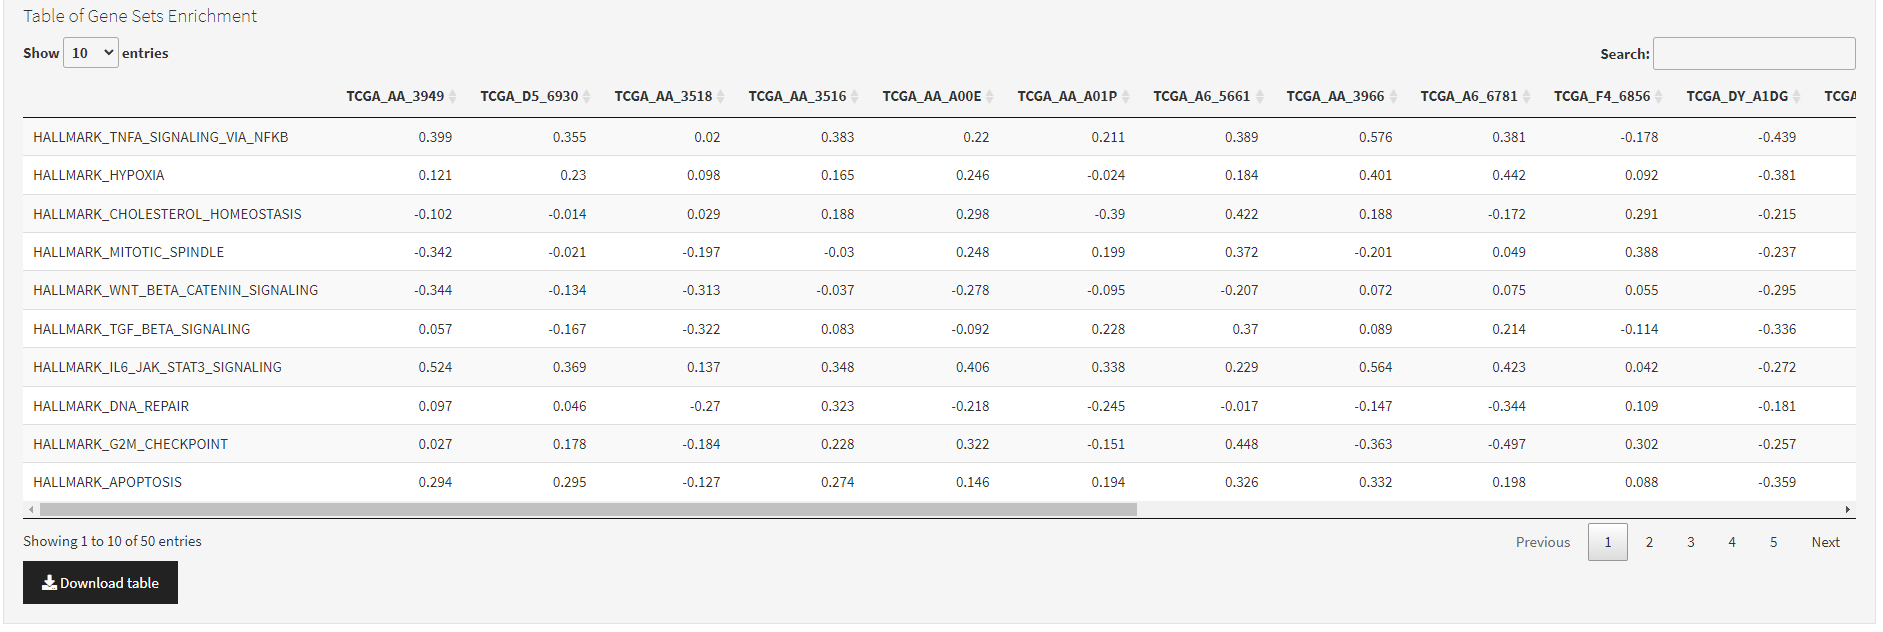 Table of Gene Sets Enrichment
Show 10 entries Search:
TCGA_AA_3949 TCGA_D5_6930 TCGA_AA_3518 TCGA_AA_3516 TCGA_AA_A00E TCGA_AA_A01P TCGA_A6_5661 TCGA_AA_3966 TCGA_A6_6781 TCGA_F4_6856 TCGA_DY_A1DG TCGA
HALLMARK_TNFA_SIGNALING_VIA_NFKB 0.399 0.355 0.02 0.383 0.22 0.211 0.389 0.576 0.381 -0.178 -0.439
HALLMARK_HYPOXIA 0.121 0.23 0.098 0.165 0.246 -0.024 0.184 0.401 0.442 0.092 -0.381
HALLMARK_CHOLESTEROL_HOMEOSTASIS -0.102 -0.014 0.029 0.188 0.298 -0.39 0.422 0.188 -0.172 0.291 -0.215
HALLMARK_MITOTIC_SPINDLE -0.342 -0.021 -0.197 -0.03 0.248 0.199 0.372 -0.201 0.049 0.388 -0.237
HALLMARK_WNT_BETA_CATENIN_SIGNALING -0.344 -0.134 -0.313 -0.037 -0.278 -0.095 -0.207 0.072 0.075 0.055 -0.295
HALLMARK_TGF_BETA_SIGNALING 0.057 -0.167 -0.322 0.083 -0.092 0.228 0.37 0.089 0.214 -0.114 -0.336
HALLMARK_IL6_JAK_STAT3_SIGNALING 0.524 0.369 0.137 0.348 0.406 0.338 0.229 0.564 0.423 0.042 -0.272
HALLMARK_DNA_REPAIR 0.097 0.046 -0.27 0.323 -0.218 -0.245 -0.017 -0.147 -0.344 0.109 -0.181
HALLMARK_G2M_CHECKPOINT 0.027 0.178 -0.184 0.228 0.322 -0.151 0.448 -0.363 -0.497 0.302 -0.257
HALLMARK_APOPTOSIS 0.294 0.295 -0.127 0.274 0.146 0.194 0.326 0.332 0.198 0.088 -0.359
Showing 1 to 10 of 50 entries Previous 1 2 3 4 5 Next
Download table